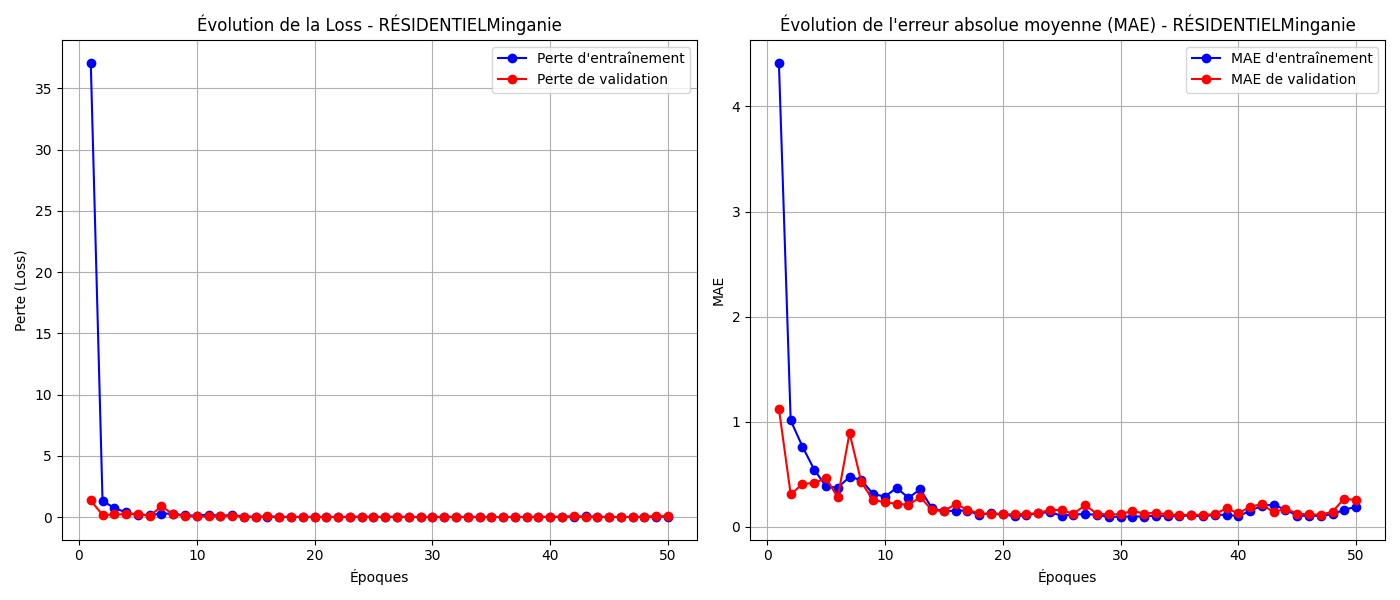 Évolution de la Loss - RÉSIDENTIELMinganie
Perte d'entraînement
Perte de validation
35
30
25
20
15
10
5
0
Perte (Loss)
0
10
20
30
40
50
Époques
Évolution de l'erreur absolue moyenne (MAE) - RÉSIDENTIELMinganie
MAE d'entraînement
MAE de validation
4
3
2
1
0
MAE
0
10
20
30
40
50
Époques